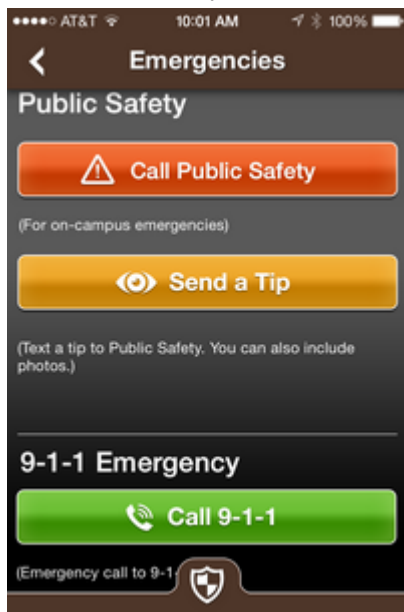 AT&T 10:01 AM 100%
Emergencies
Public Safety
Call Public Safety
(For on-campus emergencies)
Send a Tip
(Text a tip to Public Safety. You can also include
photos.)
9-1-1 Emergency
Call 9-1-1
(Emergency call to 9-1-